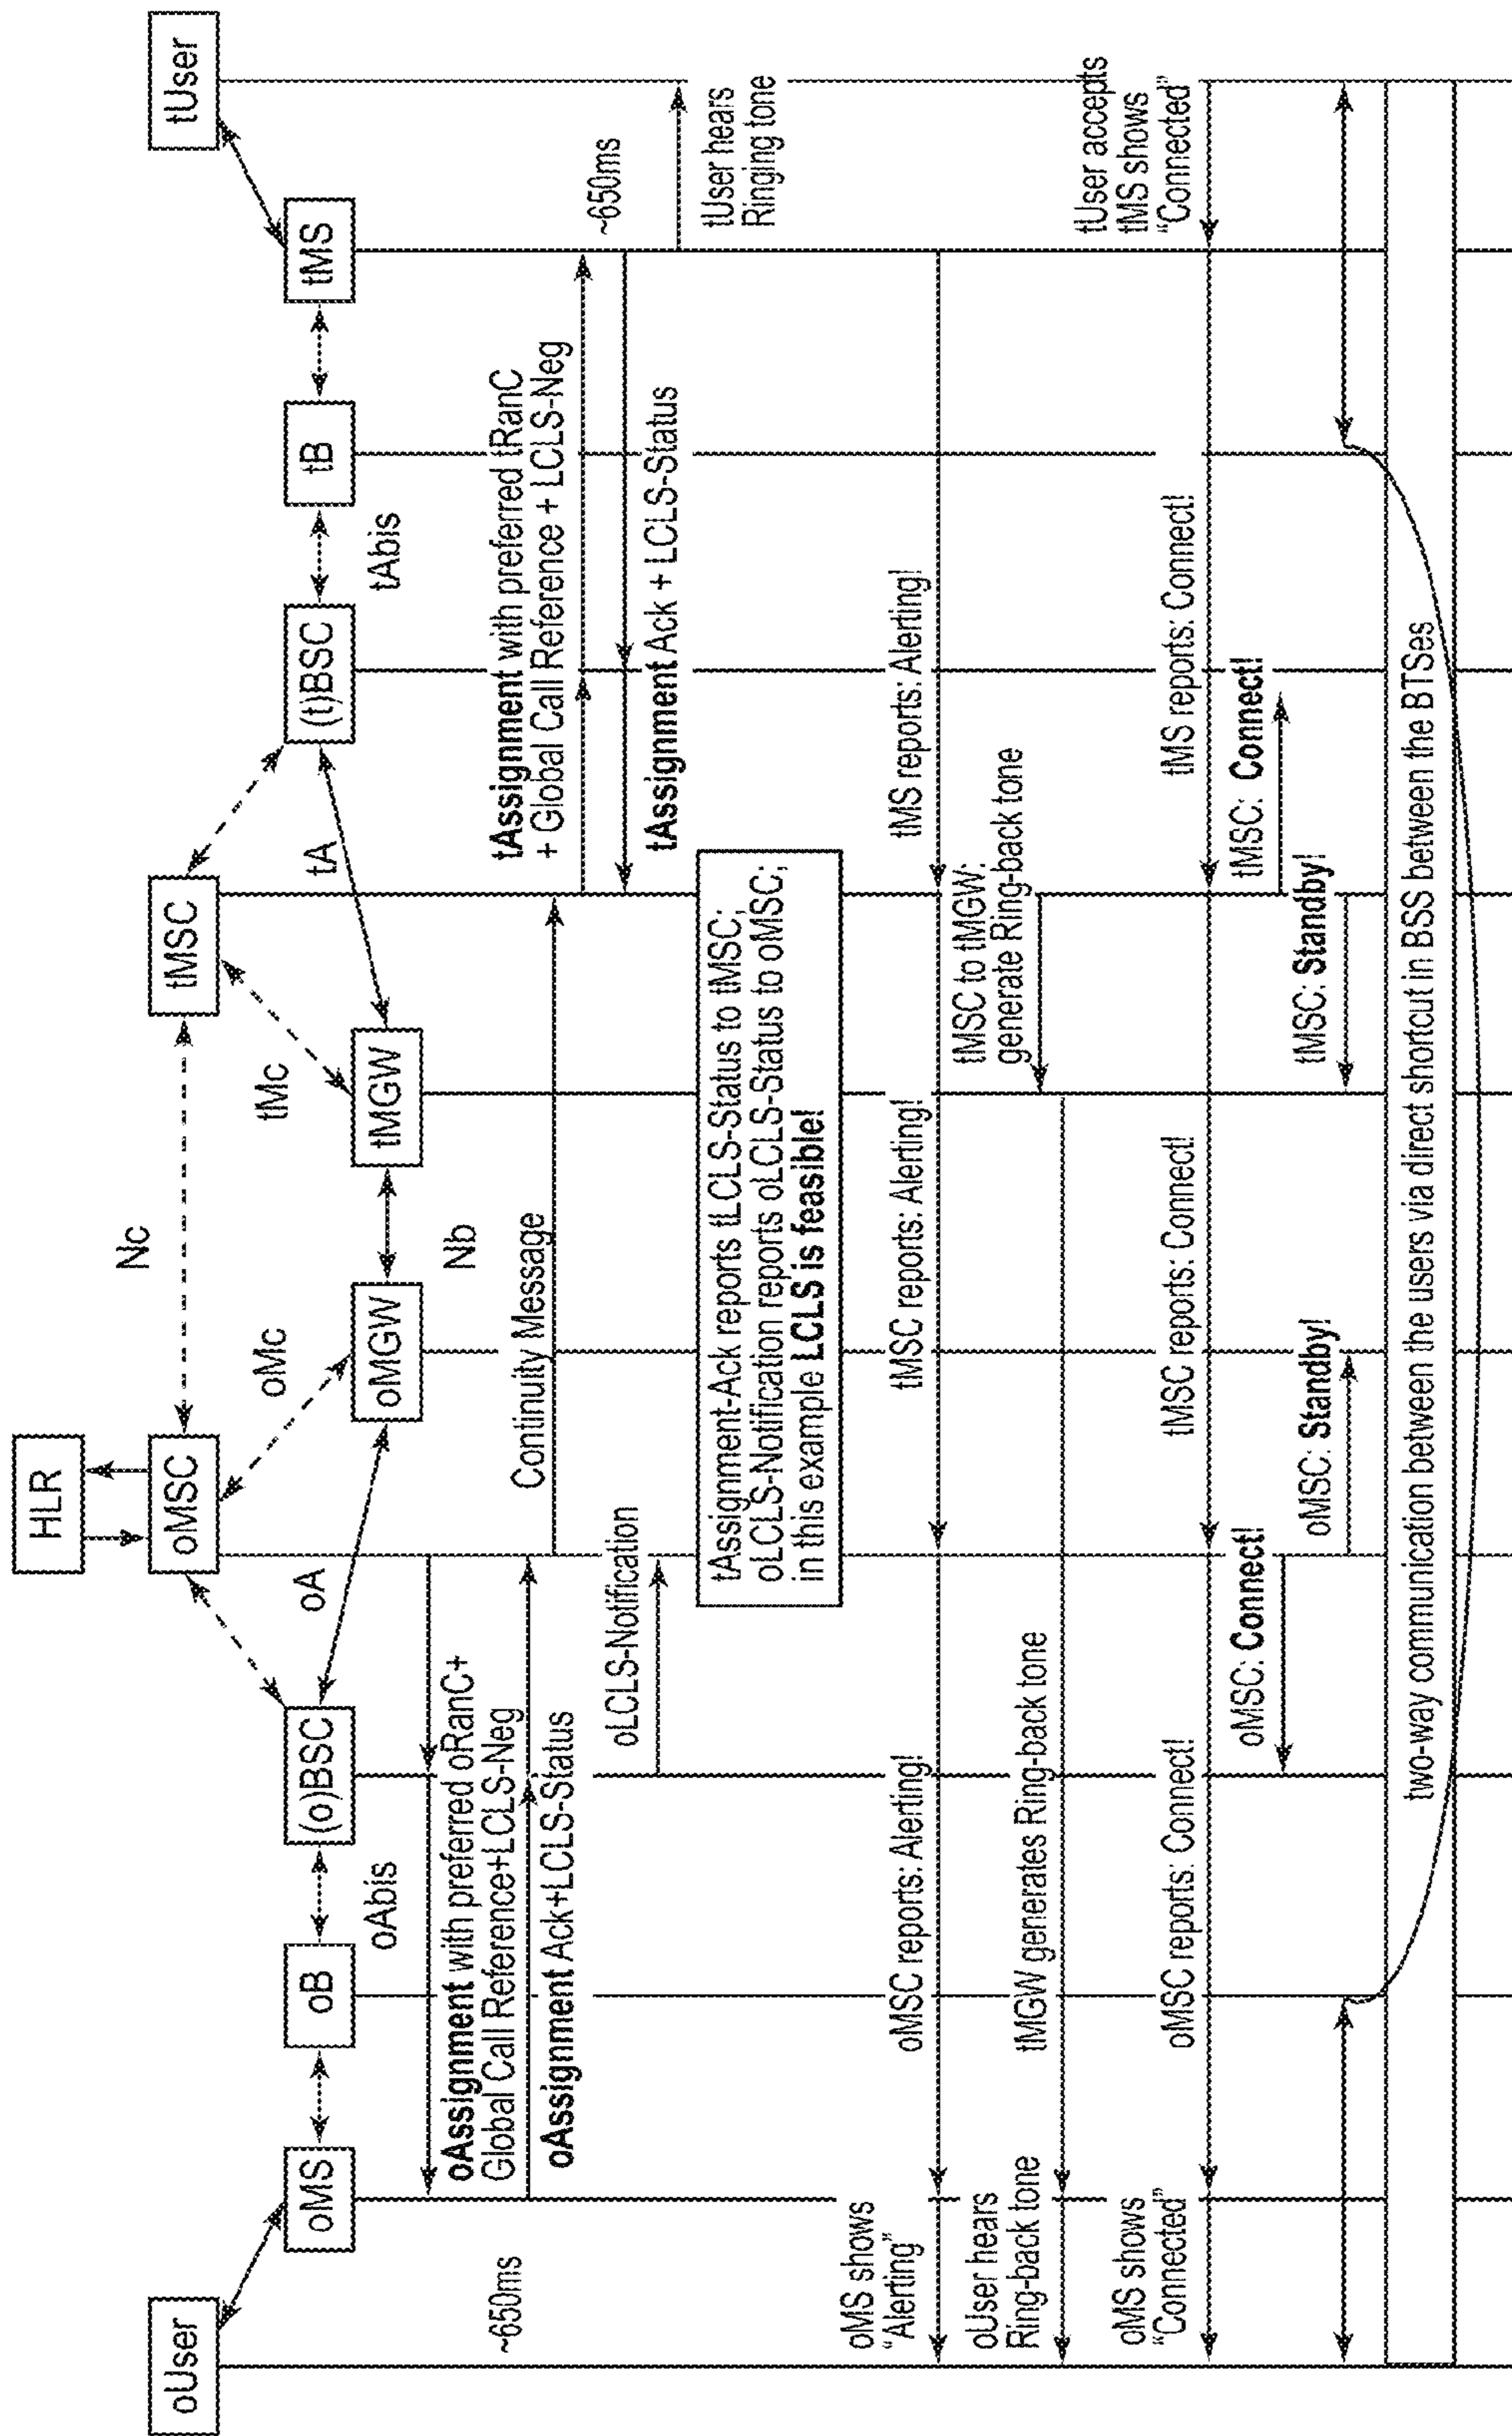 HLR
oUser
oMSC
Nc
tMSC
tUser
oMS
oB
(o)BSC
oA
oMc
tMc
tA
(t)BSC
tB
tMS
oAbis
oMGW
Nb
tMGW
tAbis
~650ms
oAssignment with preferred oRanC+
Global Call Reference+LCLS-Neg
oAssignment Ack+LCLS-Status
Continuity Message
tAssignment with preferred tRanC
+ Global Call Reference + LCLS-Neg
~650ms
oLCLS-Notification
tAssignment Ack + LCLS-Status
tUser hears
Ringing tone
tAssignment-Ack reports tLCLS-Status to tMSC;
oLCLS-Notification reports oLCLS-Status to oMSC;
in this example LCLS is feasible!
oMS shows
“Alerting”
oMSC reports: Alerting!
tMSC reports: Alerting!
tMS reports: Alerting!
oUser hears
Ring-back tone
tMGW generates Ring-back tone
tMSC to tMGW:
generate Ring-back tone
oMS shows
“Connected”
oMSC reports: Connect!
tMSC reports: Connect!
tMS reports: Connect!
tUser accepts
tMS shows
“Connected”
oMSC: Connect!
tMSC: Connect!
oMSC: Standby!
tMSC: Standby!
two-way communication between the users via direct shortcut in BSS between the BTSes